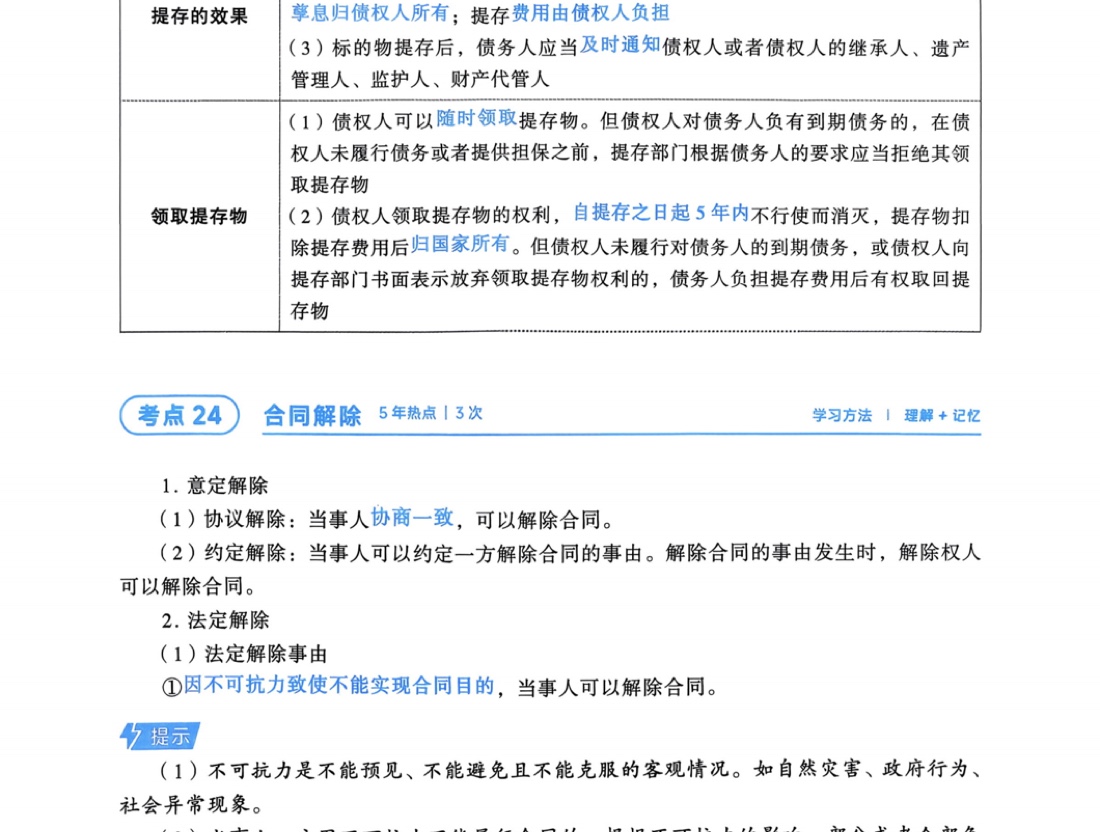 提存的效果
孳息归债权人所有；提存费用由债权人负担
（3）标的物提存后，债务人应当及时通知债权人或者债权人的继承人、遗产
管理人、监护人、财产代管人
领取提存物
（1）债权人可以随时领取提存物。但债权人对债务人负有到期债务的，在债
权人未履行债务或者提供担保之前，提存部门根据债务人的要求应当拒绝其领
取提存物
（2）债权人领取提存物的权利，自提存之日起 5 年内不行使而消灭，提存物扣
除提存费用后归国家所有。但债权人未履行对债务人的到期债务，或债权人向
提存部门书面表示放弃领取提存物权利的，债务人负担提存费用后有权取回提
存物
考点 24 合同解除 5 年热点 | 3 次 学习方法 | 理解 + 记忆
1. 意定解除
（1）协议解除：当事人协商一致，可以解除合同。
（2）约定解除：当事人可以约定一方解除合同的事由。解除合同的事由发生时，解除权人
可以解除合同。
2. 法定解除
（1）法定解除事由
①因不可抗力致使不能实现合同目的，当事人可以解除合同。
提示
（1）不可抗力是不能预见、不能避免且不能克服的客观情况。如自然灾害、政府行为、
社会异常现象。